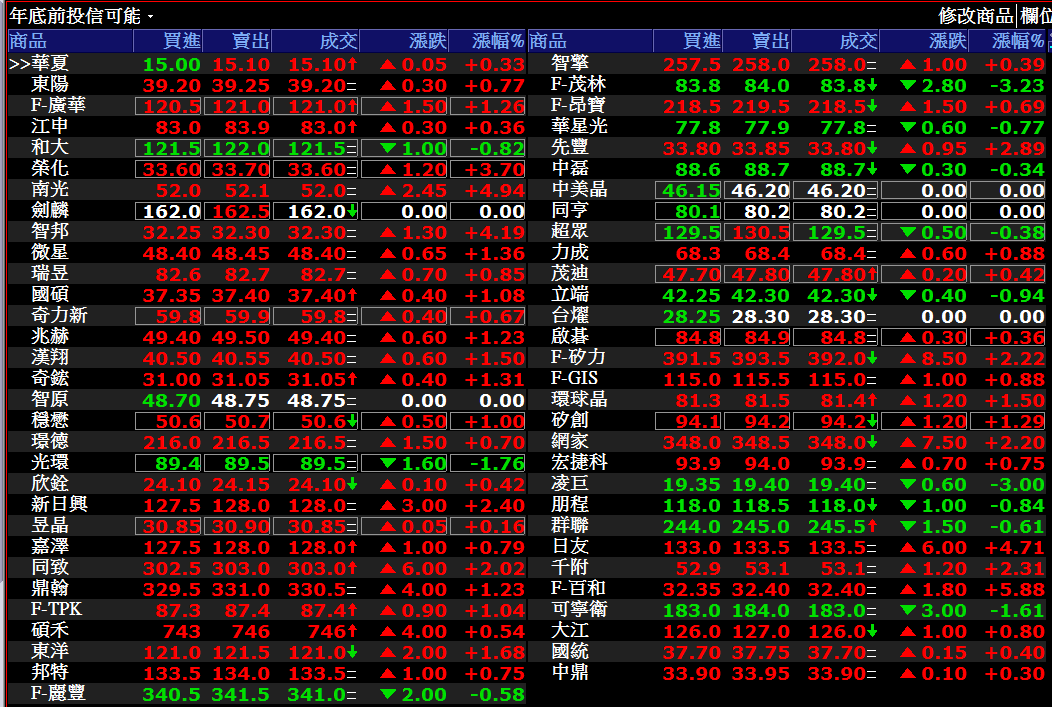 年底前投信可能
修改商品 欄位
商品 買進 賣出 成交 漲跌 漲幅%
>>華夏 15.00 15.10 15.10↑ ▲ 0.05 +0.33
東陽 39.20 39.25 39.20= ▲ 0.30 +0.77
F-廣華 120.5 121.0 121.0↑ ▲ 1.50 +1.26
江申 83.0 83.9 83.0↑ ▲ 0.30 +0.36
和大 121.5 122.0 121.5= ▼ 1.00 -0.82
榮化 33.60 33.70 33.60= ▲ 1.20 +3.70
南光 52.0 52.1 52.0= ▲ 2.45 +4.94
劍麟 162.0 162.5 162.0↓ 0.00 0.00
智邦 32.25 32.30 32.30= ▲ 1.30 +4.19
微星 48.40 48.45 48.40= ▲ 0.65 +1.36
瑞昱 82.6 82.7 82.7= ▲ 0.70 +0.85
國碩 37.35 37.40 37.40↑ ▲ 0.40 +1.08
奇力新 59.8 59.9 59.8= ▲ 0.40 +0.67
兆赫 49.40 49.50 49.40= ▲ 0.60 +1.23
漢翔 40.50 40.55 40.50= ▲ 0.60 +1.50
奇鋐 31.00 31.05 31.05↑ ▲ 0.40 +1.31
智原 48.70 48.75 48.75= 0.00 0.00
穩懋 50.6 50.7 50.6↓ ▲ 0.50 +1.00
環德 216.0 216.5 216.5= ▲ 1.50 +0.70
光環 89.4 89.5 89.5= ▼ 1.60 -1.76
欣銓 24.10 24.15 24.10↓ ▲ 0.10 +0.42
新日興 127.5 128.0 128.0= ▲ 3.00 +2.40
昱晶 30.85 30.90 30.85= ▲ 0.05 +0.16
嘉澤 127.5 128.0 128.0↑ ▲ 1.00 +0.79
同致 302.5 303.0 303.0↑ ▲ 6.00 +2.02
鼎翰 329.5 331.0 330.5= ▲ 4.00 +1.23
F-TPK 87.3 87.4 87.4↑ ▲ 0.90 +1.04
碩禾 743 746 746↑ ▲ 4.00 +0.54
東洋 121.0 121.5 121.0↓ ▲ 2.00 +1.68
邦特 133.5 134.0 133.5= ▲ 1.00 +0.75
F-麗豐 340.5 341.5 341.0= ▼ 2.00 -0.58
商品 買進 賣出 成交 漲跌 漲幅%
智擎 257.5 258.0 258.0= ▲ 1.00 +0.39
F-茂林 83.8 84.0 83.8↓ ▼ 2.80 -3.23
F-昂寶 218.5 219.5 218.5↓ ▲ 1.50 +0.69
華星光 77.8 77.9 77.8= ▼ 0.60 -0.77
先豐 33.80 33.85 33.80↓ ▲ 0.95 +2.89
中磊 88.6 88.7 88.7↓ ▼ 0.30 -0.34
中美晶 46.15 46.20 46.20= 0.00 0.00
同亨 80.1 80.2 80.2= 0.00 0.00
超眾 129.5 130.5 129.5= ▼ 0.50 -0.38
力成 68.3 68.4 68.4= ▲ 0.60 +0.88
茂迪 47.70 47.80 47.80↑ ▲ 0.20 +0.42
立端 42.25 42.30 42.30↓ ▼ 0.40 -0.94
台燿 28.25 28.30 28.30= 0.00 0.00
啟碁 84.8 84.9 84.8= ▲ 0.30 +0.36
F-矽力 391.5 393.5 392.0↓ ▲ 8.50 +2.22
F-GIS 115.0 115.5 115.0= ▲ 1.00 +0.88
環球晶 81.3 81.5 81.4↑ ▲ 1.20 +1.50
矽創 94.1 94.2 94.2↓ ▲ 1.20 +1.29
網家 348.0 348.5 348.0↓ ▲ 7.50 +2.20
宏捷科 93.9 94.0 93.9= ▲ 0.70 +0.75
凌巨 19.35 19.40 19.40= ▼ 0.60 -3.00
朋程 118.0 118.5 118.0↓ ▼ 1.00 -0.84
群聯 244.0 245.0 245.5↑ ▼ 1.50 -0.61
日友 133.0 133.5 133.5= ▲ 6.00 +4.71
千附 52.9 53.1 53.1= ▲ 1.20 +2.31
F-百和 32.35 32.40 32.40= ▲ 1.80 +5.88
可寧衛 183.0 184.0 183.0= ▼ 3.00 -1.61
大江 126.0 127.0 126.0↓ ▲ 1.00 +0.80
國統 37.70 37.75 37.70= ▲ 0.15 +0.40
中鼎 33.90 33.95 33.90= ▲ 0.10 +0.30